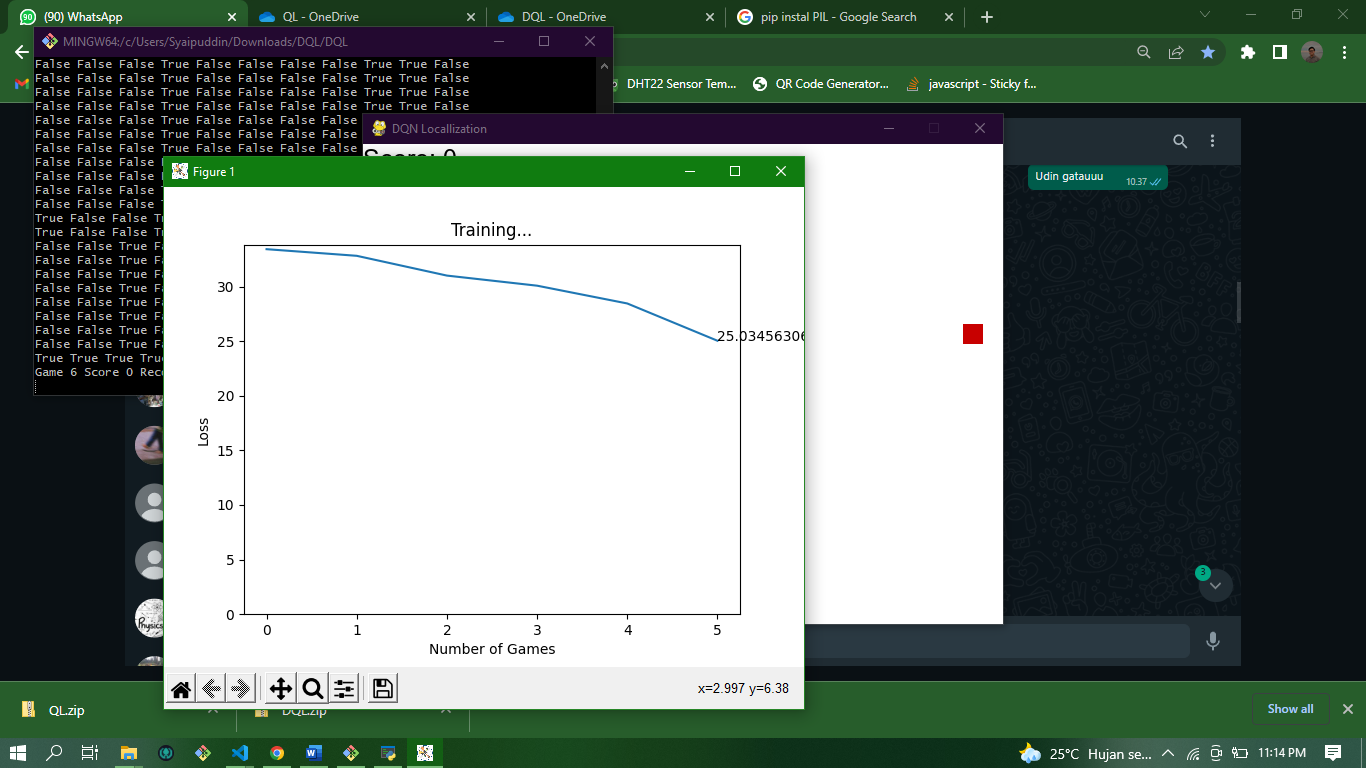 (90) WhatsApp
QL - OneDrive
DQL - OneDrive
pip instal PIL - Google Search
MINGW64:/c/Users/Syaipuddin/Downloads/DQL/DQL
DHT22 Sensor Tem...
QR Code Generator...
javascript - Sticky f...
False False False True False False False False True True False
False False False True False False False False True True False
False False False True False False False False True True False
False False False True False False False False True True False
False False False True False False False False
False False False True False False False False
False False False True False False False False
False False False
False False False
False False False
False False False
True False False
True False False
False False True
False False True
False False True
False False True
False False True
False False True
False False True
False False True
True True True
Game 6 Score 0
DQN Locallization
Score: 0
Figure 1
Training...
Loss
30
25
20
15
10
5
0
25.03456306
0 1 2 3 4 5
Number of Games
x=2.997 y=6.38
Udin gatauuu
10.37
3
Physics
QL.zip
DQL.zip
Show all
25°C Hujan se...
11:14 PM